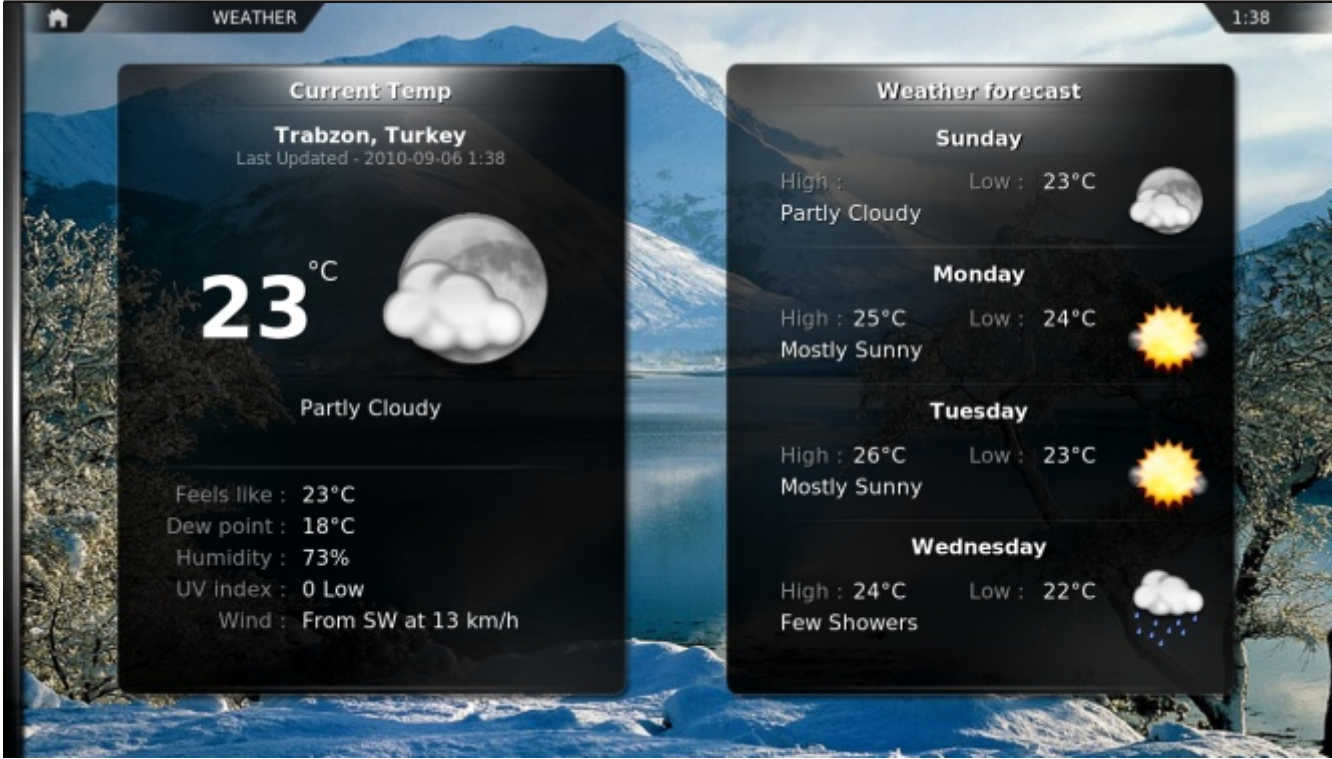 WEATHER
1:38
Current Temp
Trabzon, Turkey
Last Updated - 2010-09-06 1:38
23 °C
Partly Cloudy
Feels like : 23°C
Dew point : 18°C
Humidity : 73%
UV index : 0 Low
Wind : From SW at 13 km/h
Weather forecast
Sunday
High : Low : 23°C
Partly Cloudy
Monday
High : 25°C Low : 24°C
Mostly Sunny
Tuesday
High : 26°C Low : 23°C
Mostly Sunny
Wednesday
High : 24°C Low : 22°C
Few Showers